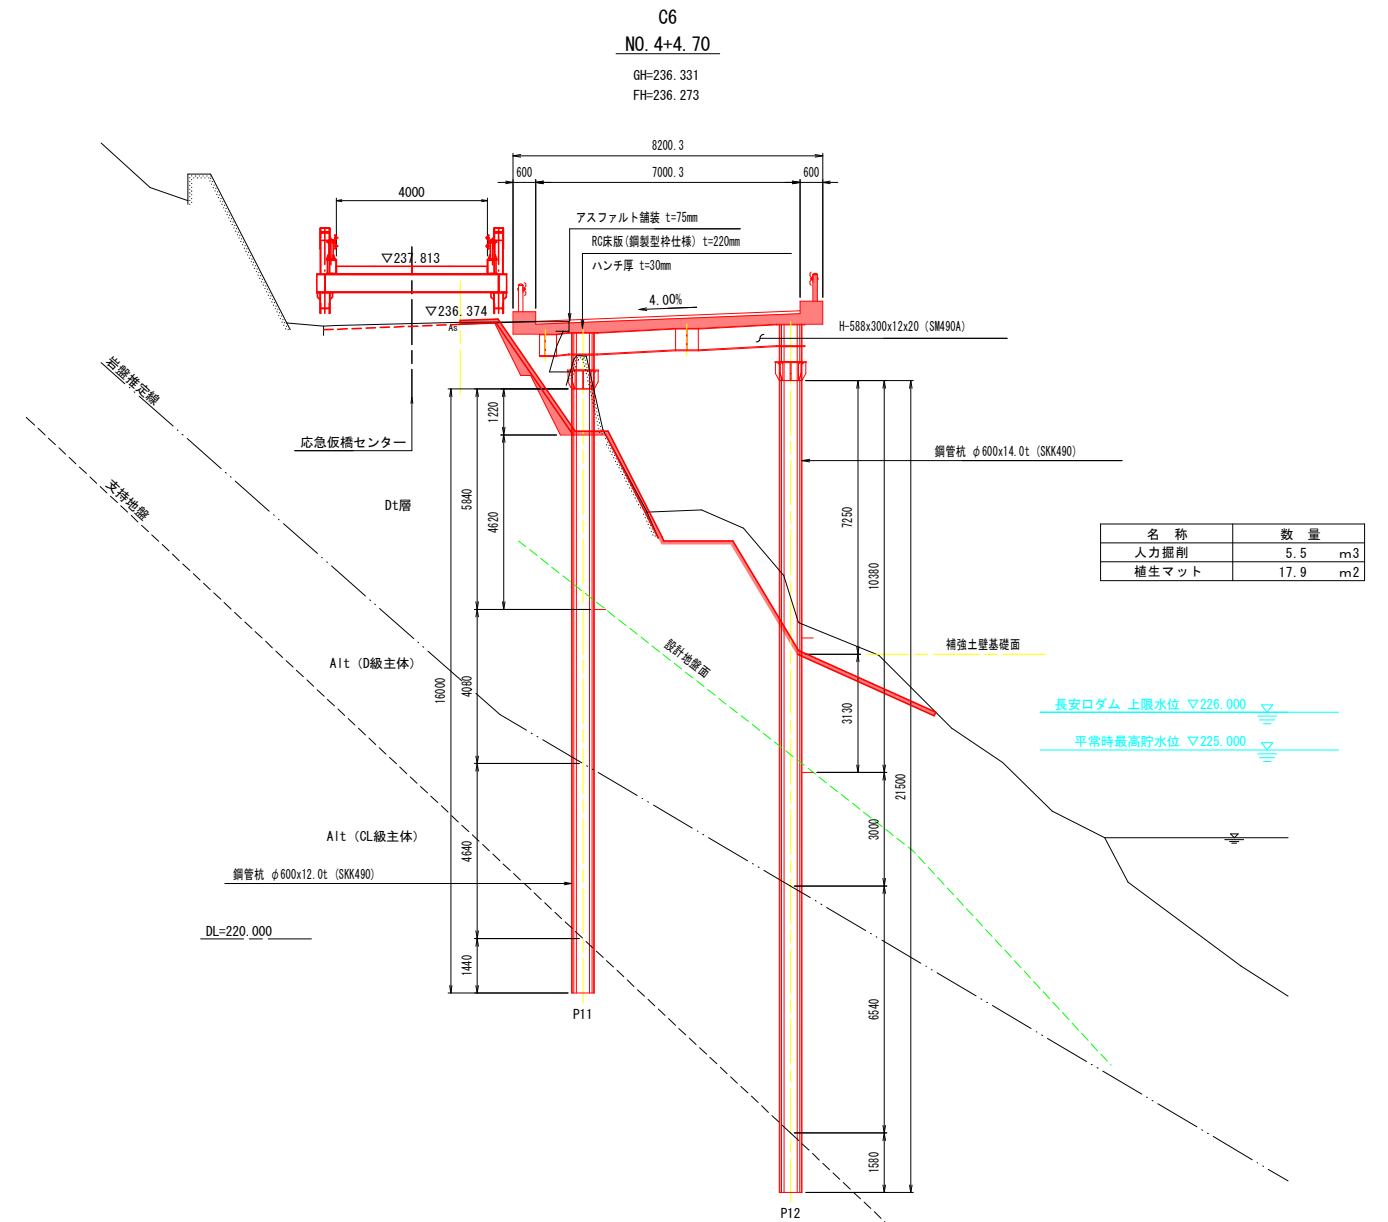 C6
NO. 4+4. 70
GH=236. 331
FH=236. 273
8200. 3
600
7000. 3
600
4000
アスファルト舗装 t=75mm
RC床版(鋼製型枠仕様) t=220mm
ハンチ厚 t=30mm
▽237. 813
4. 00%
▽236. 374
As
H-588x300x12x20 (SM490A)
岩盤推定線
応急仮橋センター
支持地盤
Dt層
1220
5840
4620
鋼管杭 φ600x14. 0t (SKK490)
7250
10380
名 称 数 量
人力掘削 5. 5 m3
植生マット 17. 9 m2
設計地盤面
補強土壁基礎面
Alt (D級主体)
16000
4080
3130
21500
長安口ダム 上限水位 ▽226. 000
平常時最高貯水位 ▽225. 000
Alt (CL級主体)
4640
3000
鋼管杭 φ600x12. 0t (SKK490)
DL=220. 000
1440
6540
P11
1580
P12